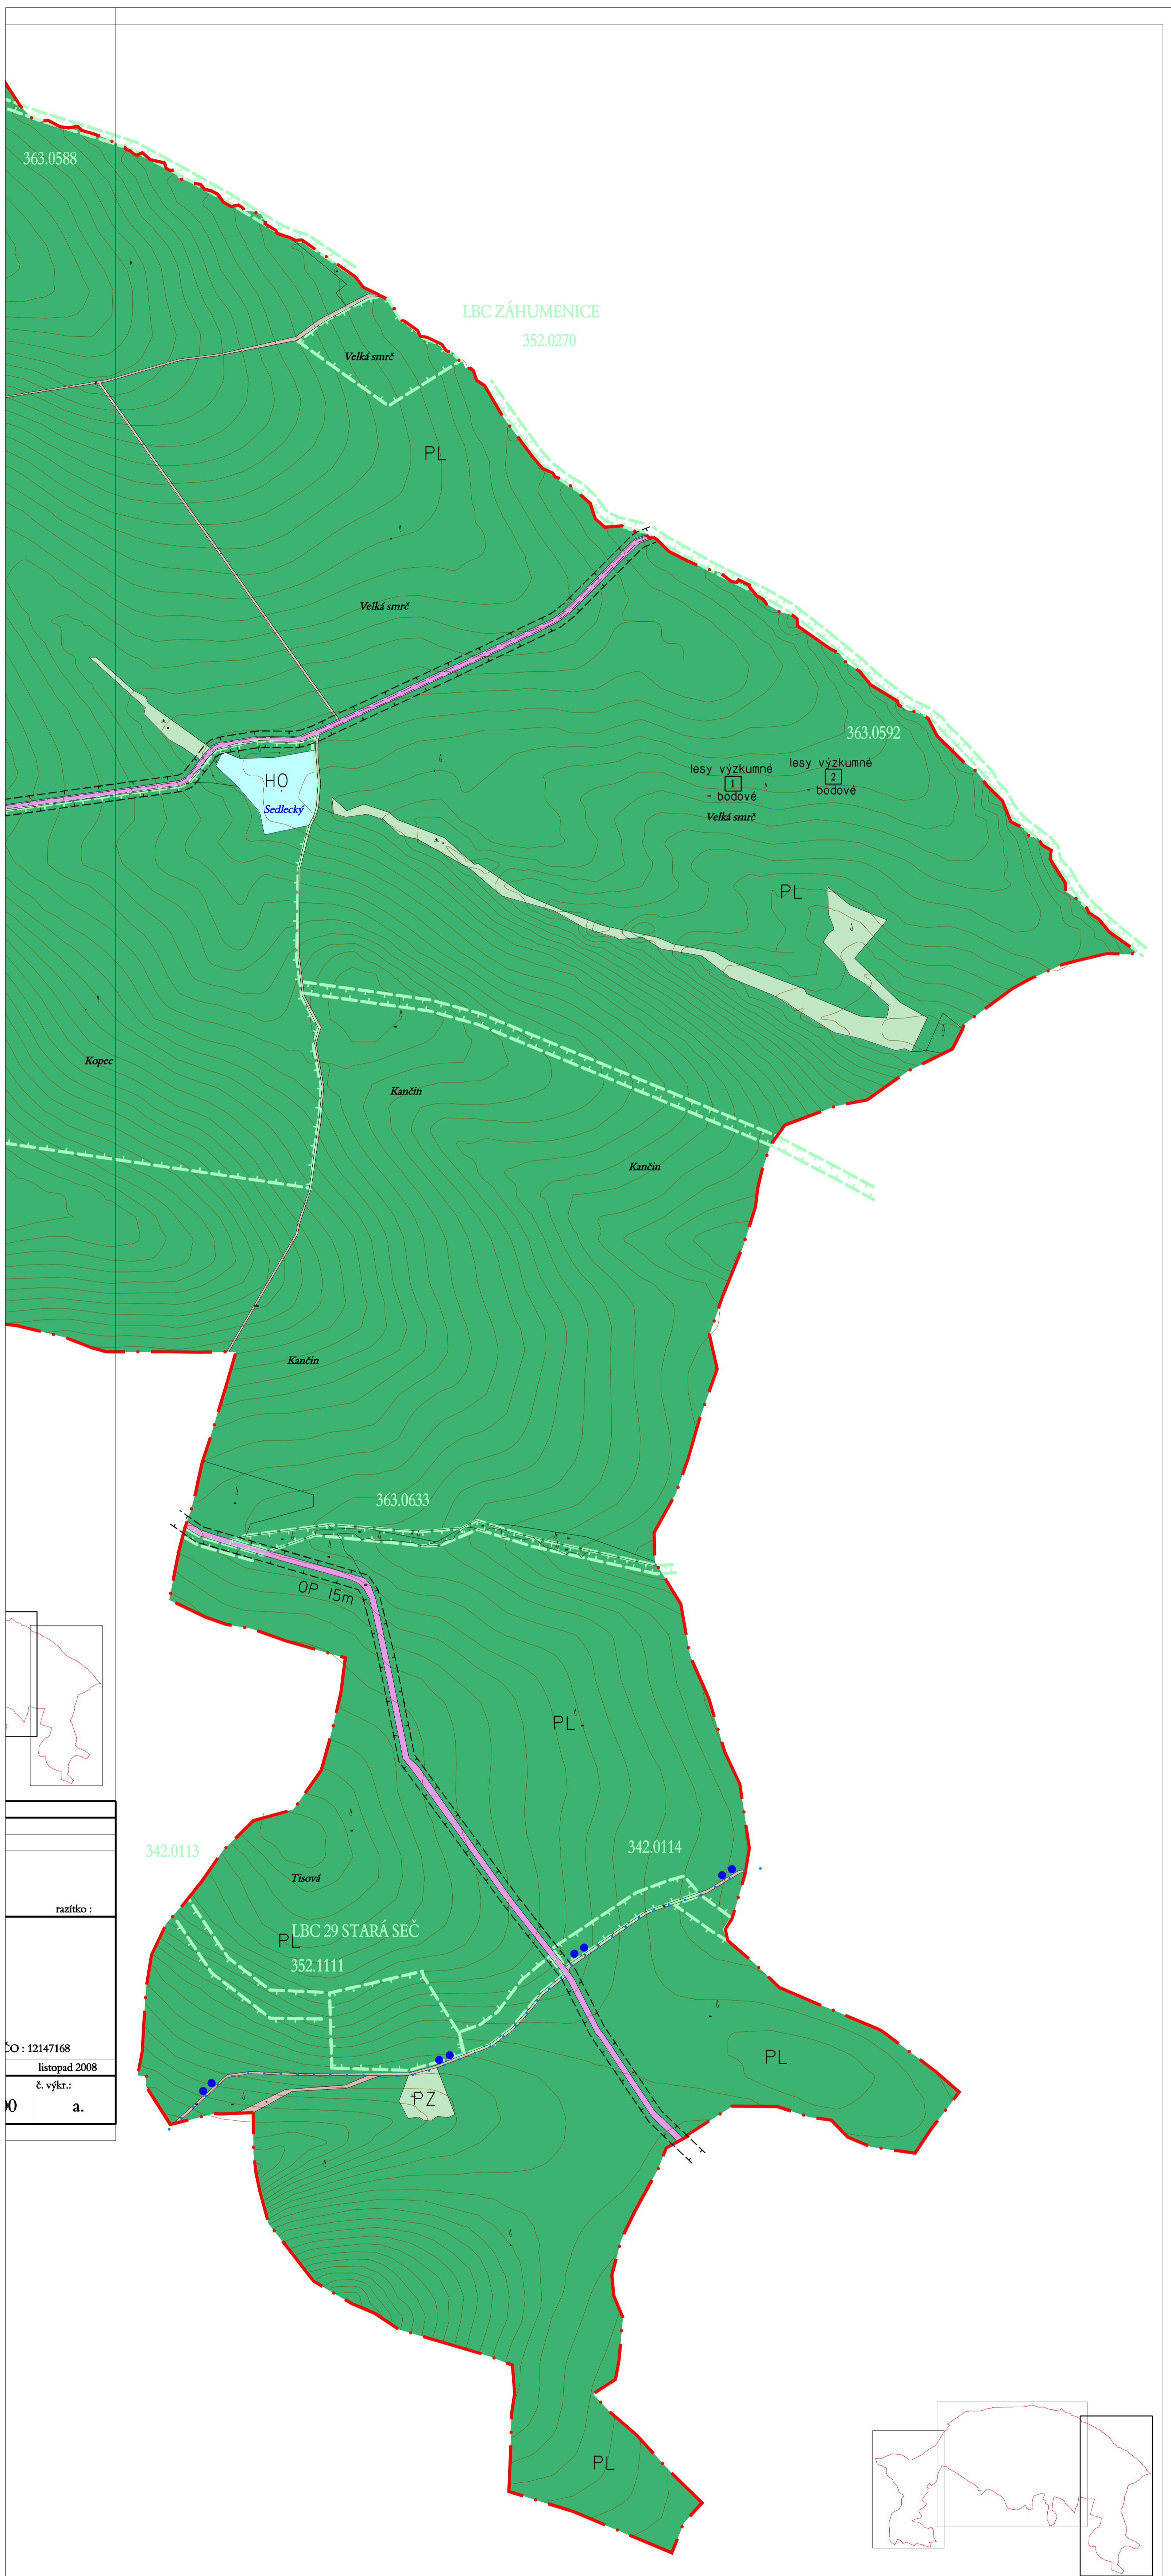 363.0588
LBC ZÁHUMENICE
352.0270
Velká smrč
PL
Velká smrč
363.0592
lesy výzkumné
1
- bodové
lesy výzkumné
2
- bodové
Velká smrč
HO
Sedlecký
PL
Kopec
Kančin
Kančin
Kančin
363.0633
OP 15m
PL
342.0113
342.0114
Tisová
razítko :
LBC 29 STARÁ SEČ
PL
352.1111
ČO : 12147168
listopad 2008
č. výkr.:
00
a.
PL
PZ
PL